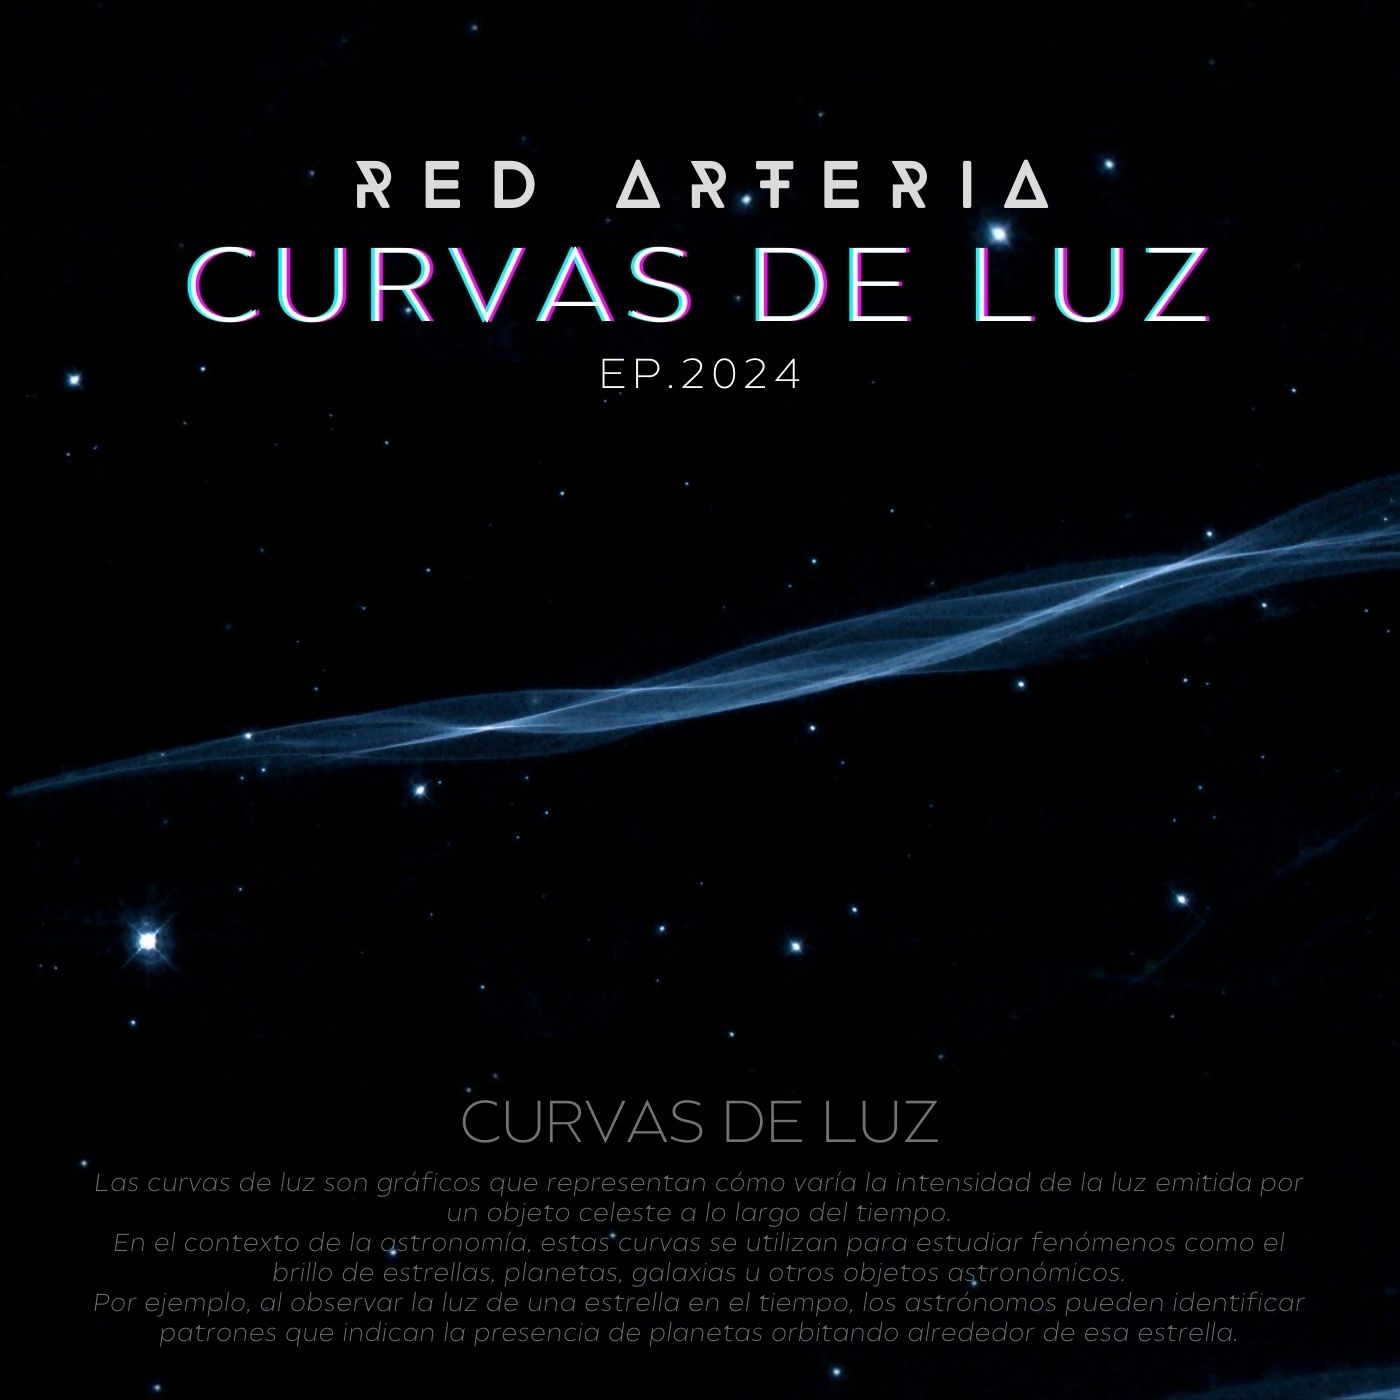 RED ARTERIA
CURVAS DE LUZ
EP.2024
CURVAS DE LUZ
Las curvas de luz son gráficos que representan cómo varía la intensidad de la luz emitida por
un objeto celeste a lo largo del tiempo.
En el contexto de la astronomía, estas curvas se utilizan para estudiar fenómenos como el
brillo de estrellas, planetas, galaxias u otros objetos astronómicos.
Por ejemplo, al observar la luz de una estrella en el tiempo, los astrónomos pueden identificar
patrones que indican la presencia de planetas orbitando alrededor de esa estrella.